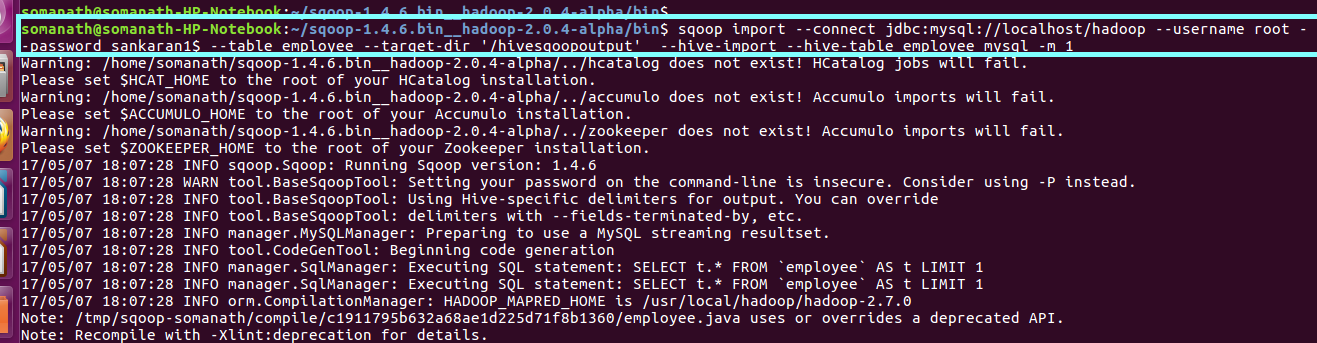 somanath@somanath-HP-Notebook:~/sqoop-1.4.6.bin__hadoop-2.0.4-alpha/bin$
somanath@somanath-HP-Notebook:~/sqoop-1.4.6.bin__hadoop-2.0.4-alpha/bin$ sqoop import --connect jdbc:mysql://localhost/hadoop --username root -
-password sankaran1$ --table employee --target-dir '/hivesqoopoutput'  --hive-import --hive-table employee_mysql -m 1
Warning: /home/somanath/sqoop-1.4.6.bin__hadoop-2.0.4-alpha/../hcatalog does not exist! HCatalog jobs will fail.
Please set $HCAT_HOME to the root of your HCatalog installation.
Warning: /home/somanath/sqoop-1.4.6.bin__hadoop-2.0.4-alpha/../accumulo does not exist! Accumulo imports will fail.
Please set $ACCUMULO_HOME to the root of your Accumulo installation.
Warning: /home/somanath/sqoop-1.4.6.bin__hadoop-2.0.4-alpha/../zookeeper does not exist! Accumulo imports will fail.
Please set $ZOOKEEPER_HOME to the root of your Zookeeper installation.
17/05/07 18:07:28 INFO sqoop.Sqoop: Running Sqoop version: 1.4.6
17/05/07 18:07:28 WARN tool.BaseSqoopTool: Setting your password on the command-line is insecure. Consider using -P instead.
17/05/07 18:07:28 INFO tool.BaseSqoopTool: Using Hive-specific delimiters for output. You can override
17/05/07 18:07:28 INFO tool.BaseSqoopTool: delimiters with --fields-terminated-by, etc.
17/05/07 18:07:28 INFO manager.MySQLManager: Preparing to use a MySQL streaming resultset.
17/05/07 18:07:28 INFO tool.CodeGenTool: Beginning code generation
17/05/07 18:07:28 INFO manager.SqlManager: Executing SQL statement: SELECT t.* FROM `employee` AS t LIMIT 1
17/05/07 18:07:28 INFO manager.SqlManager: Executing SQL statement: SELECT t.* FROM `employee` AS t LIMIT 1
17/05/07 18:07:28 INFO orm.CompilationManager: HADOOP_MAPRED_HOME is /usr/local/hadoop/hadoop-2.7.0
Note: /tmp/sqoop-somanath/compile/c1911795b632a68ae1d225d71f8b1360/employee.java uses or overrides a deprecated API.
Note: Recompile with -Xlint:deprecation for details.